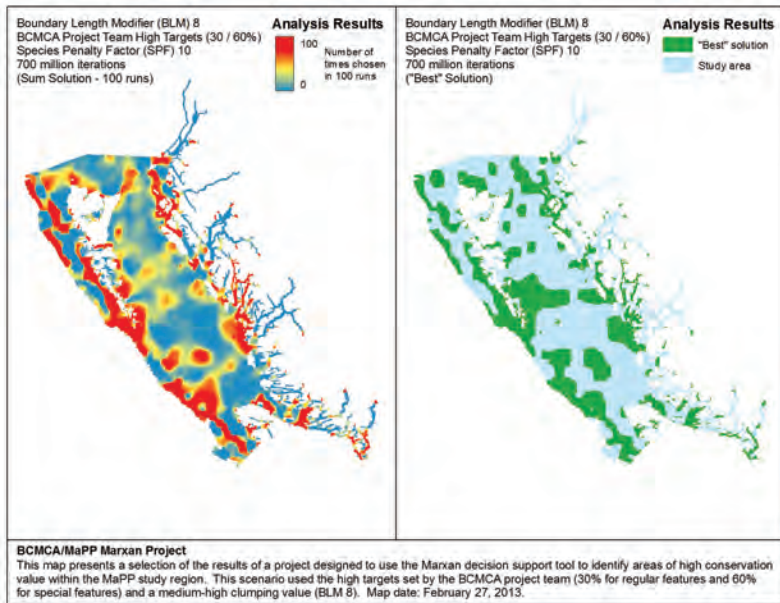 Boundary Length Modifier (BLM) 8
BCMCA Project Team High Targets (30 / 60%)
Species Penalty Factor (SPF) 10
700 million iterations
(Sum Solution - 100 runs)
Analysis Results
100
Number of
times chosen
in 100 runs
0
Boundary Length Modifier (BLM) 8
BCMCA Project Team High Targets (30 / 60%)
Species Penalty Factor (SPF) 10
700 million iterations
("Best" Solution)
Analysis Results
"Best" solution
Study area
BCMCA/MaPP Marxan Project
This map presents a selection of the results of a project designed to use the Marxan decision support tool to identify areas of high conservation
value within the MaPP study region. This scenario used the high targets set by the BCMCA project team (30% for regular features and 60%
for special features) and a medium-high clumping value (BLM 8). Map date: February 27, 2013.